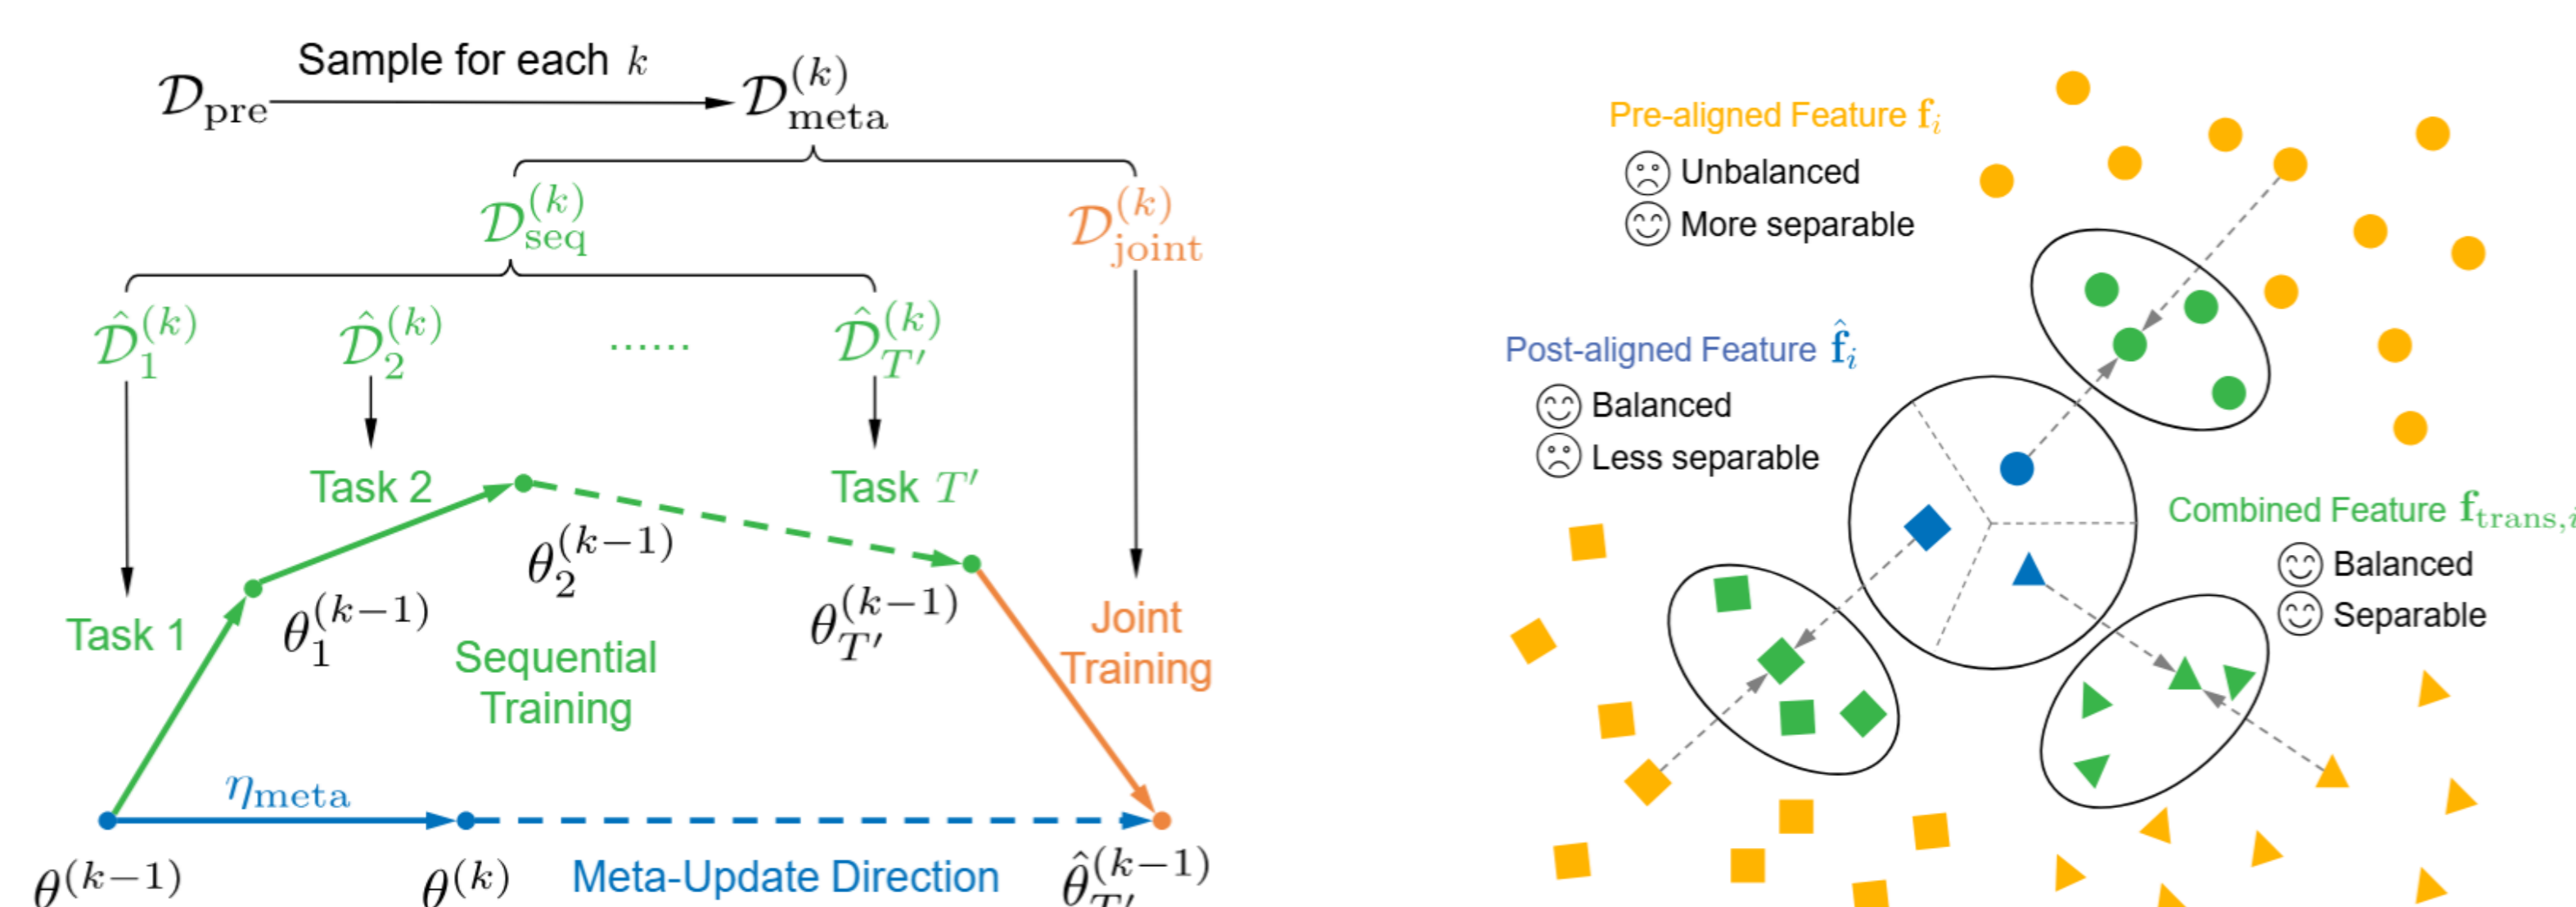 Sample for each k
𝒟_pre
𝒟_meta^(k)
𝒟_seq^(k)
𝒟_joint^(k)
𝒟̂_1^(k)
𝒟̂_2^(k)
......
𝒟̂_T′^(k)
Task 1
Task 2
Task T′
θ_1^(k−1)
θ_2^(k−1)
θ_T′^(k−1)
Sequential
Training
Joint
Training
η_meta
θ^(k−1)
θ^(k)
Meta-Update Direction
θ̂_T′^(k−1)
Pre-aligned Feature f_i
Unbalanced
More separable
Post-aligned Feature f̂_i
Balanced
Less separable
Combined Feature f_trans,i
Balanced
Separable